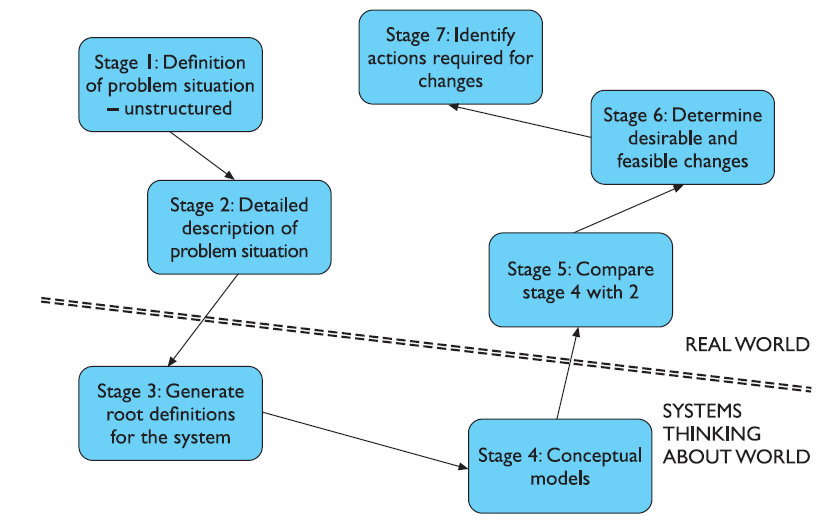 Stage 1: Definition
of problem situation
– unstructured
Stage 2: Detailed
description of
problem situation
Stage 3: Generate
root definitions
for the system
Stage 4: Conceptual
models
Stage 5: Compare
stage 4 with 2
Stage 6: Determine
desirable and
feasible changes
Stage 7: Identify
actions required for
changes
REAL WORLD
SYSTEMS
THINKING
ABOUT WORLD